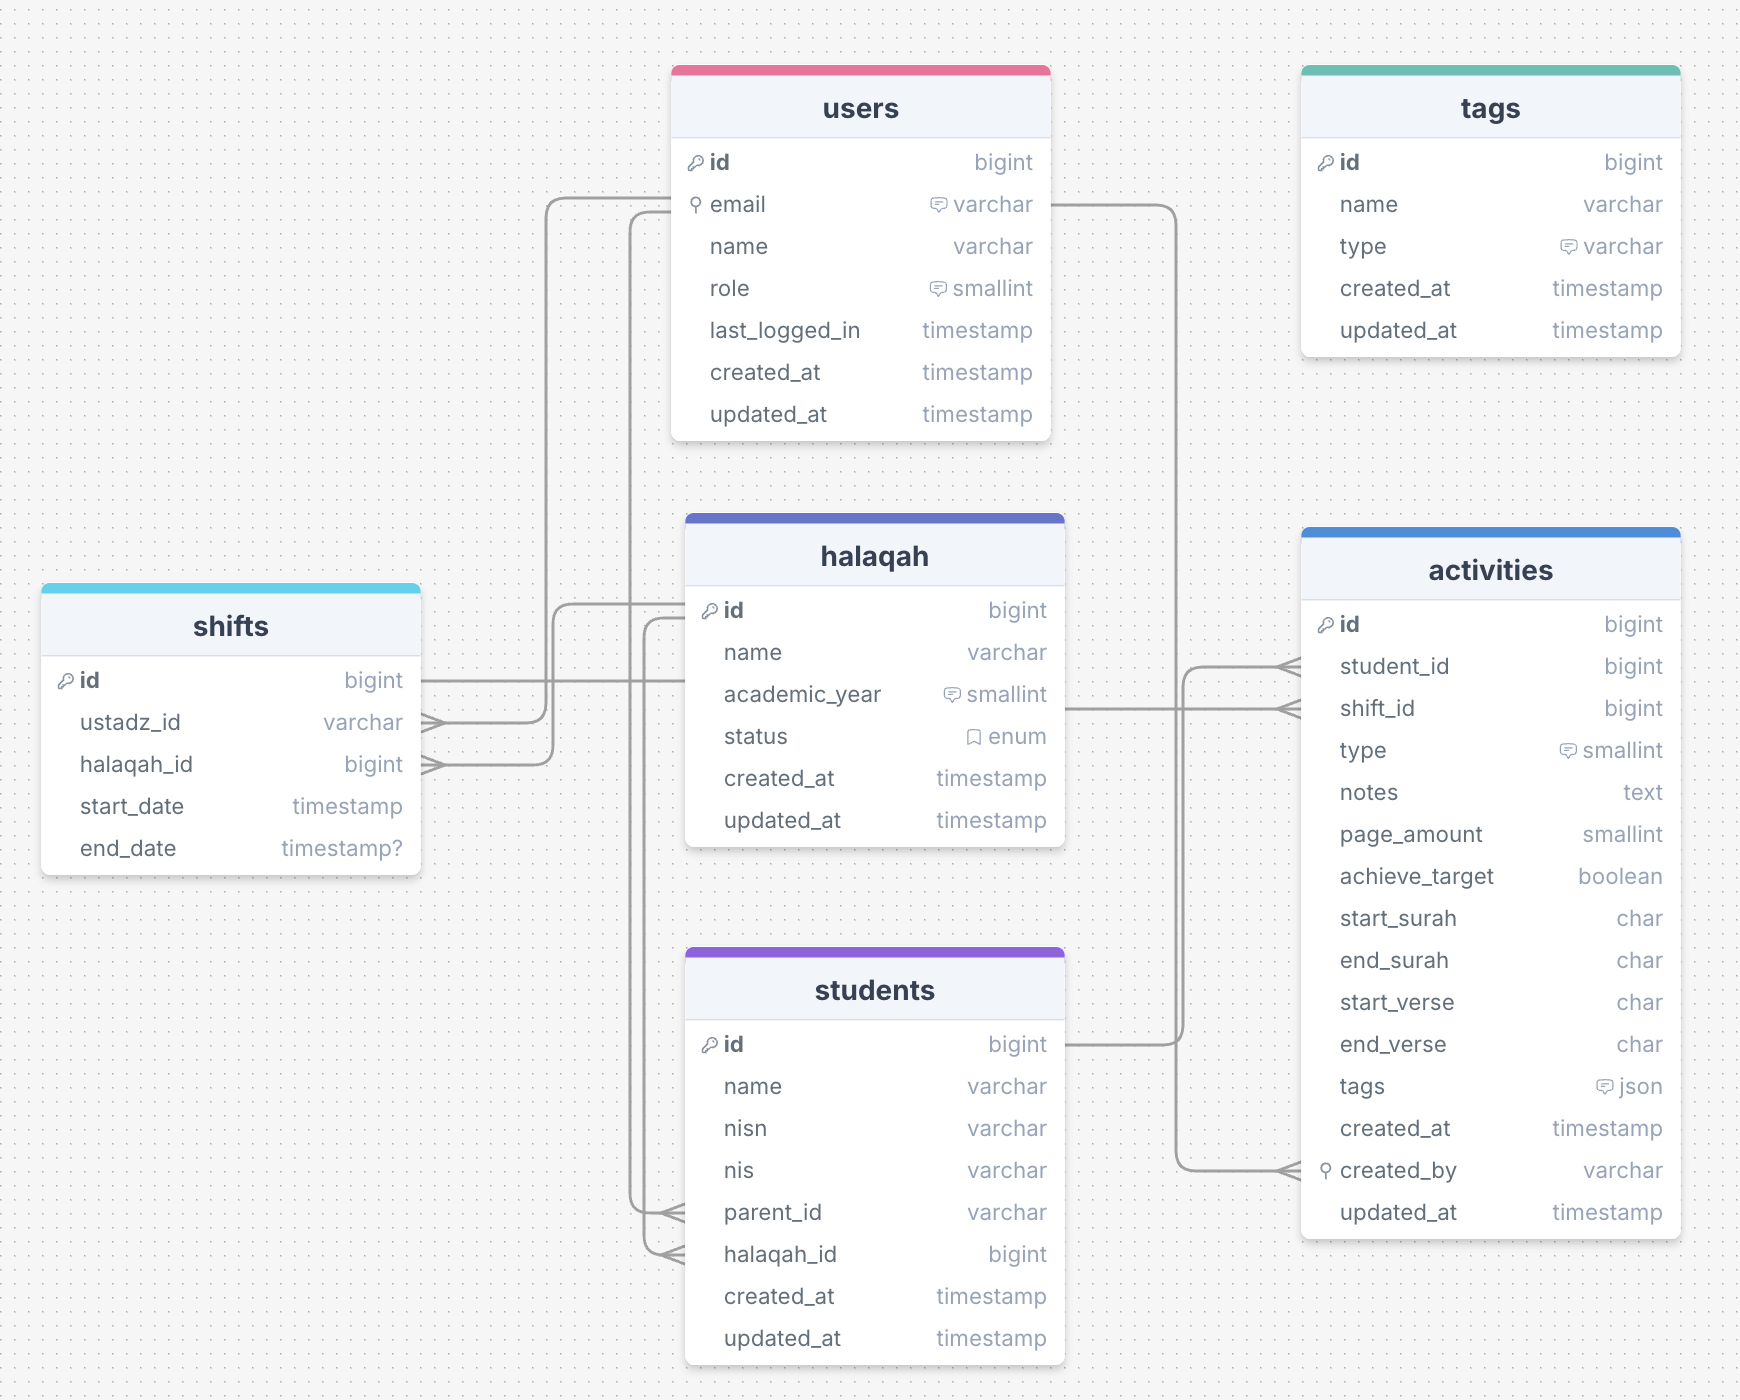 users
id bigint
email varchar
name varchar
role smallint
last_logged_in timestamp
created_at timestamp
updated_at timestamp
tags
id bigint
name varchar
type varchar
created_at timestamp
updated_at timestamp
shifts
id bigint
ustadz_id varchar
halaqah_id bigint
start_date timestamp
end_date timestamp?
halaqah
id bigint
name varchar
academic_year smallint
status enum
created_at timestamp
updated_at timestamp
activities
id bigint
student_id bigint
shift_id bigint
type smallint
notes text
page_amount smallint
achieve_target boolean
start_surah char
end_surah char
start_verse char
end_verse char
tags json
created_at timestamp
created_by varchar
updated_at timestamp
students
id bigint
name varchar
nisn varchar
nis varchar
parent_id varchar
halaqah_id bigint
created_at timestamp
updated_at timestamp